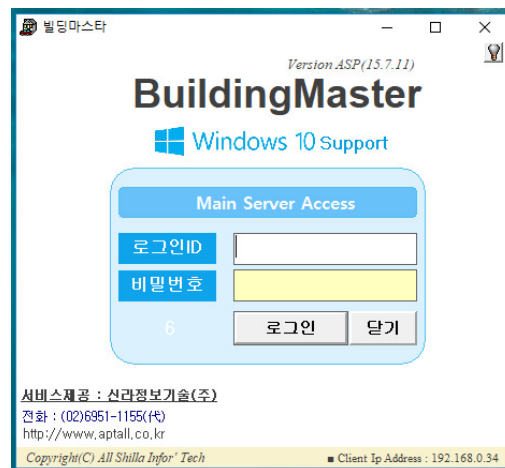 빌딩마스타
Version ASP(15.7.11)
BuildingMaster
Windows 10 Support
Main Server Access
로그인ID
비밀번호
6 로그인 닫기
서비스제공 : 신라정보기술(주)
전화 : (02)6951-1155(代)
http://www.aptall.co.kr
Copyright(C) All Shilla Infor' Tech ■ Client Ip Address : 192.168.0.34